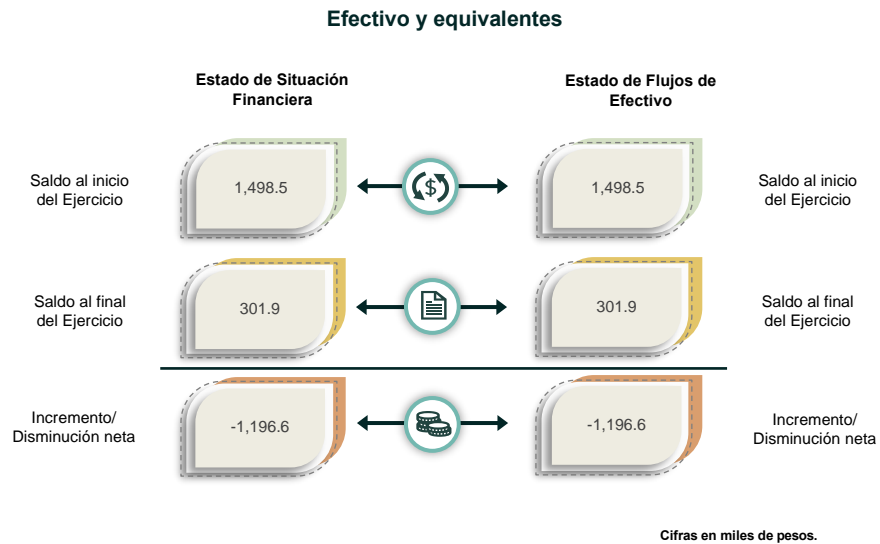 Efectivo y equivalentes
Estado de Situación
Financiera
Estado de Flujos de
Efectivo
Saldo al inicio
del Ejercicio
1,498.5
$
1,498.5
Saldo al inicio
del Ejercicio
Saldo al final
del Ejercicio
301.9
301.9
Saldo al final
del Ejercicio
Incremento/
Disminución neta
-1,196.6
-1,196.6
Incremento/
Disminución neta
Cifras en miles de pesos.